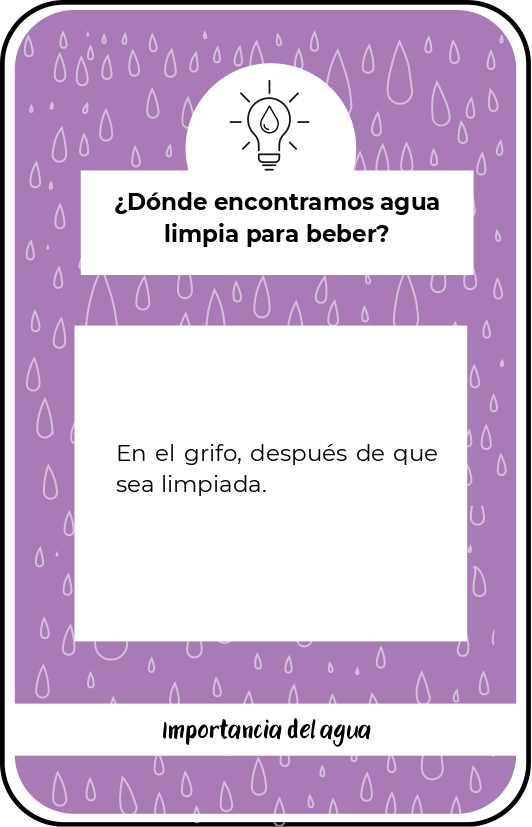 ¿Dónde encontramos agua
limpia para beber?
En el grifo, después de que
sea limpiada.
Importancia del agua